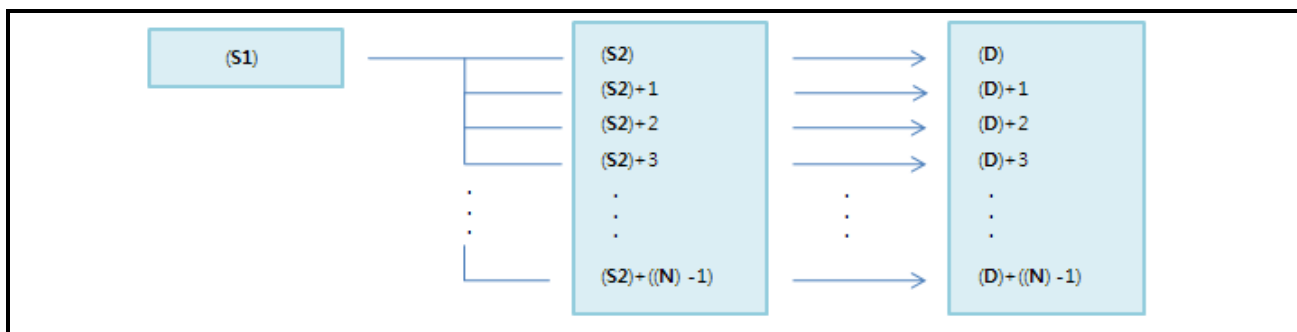 (S1) (S2) (D)
(S2)+1 (D)+1
(S2)+2 (D)+2
(S2)+3 (D)+3
(S2)+((N) -1) (D)+((N) -1)